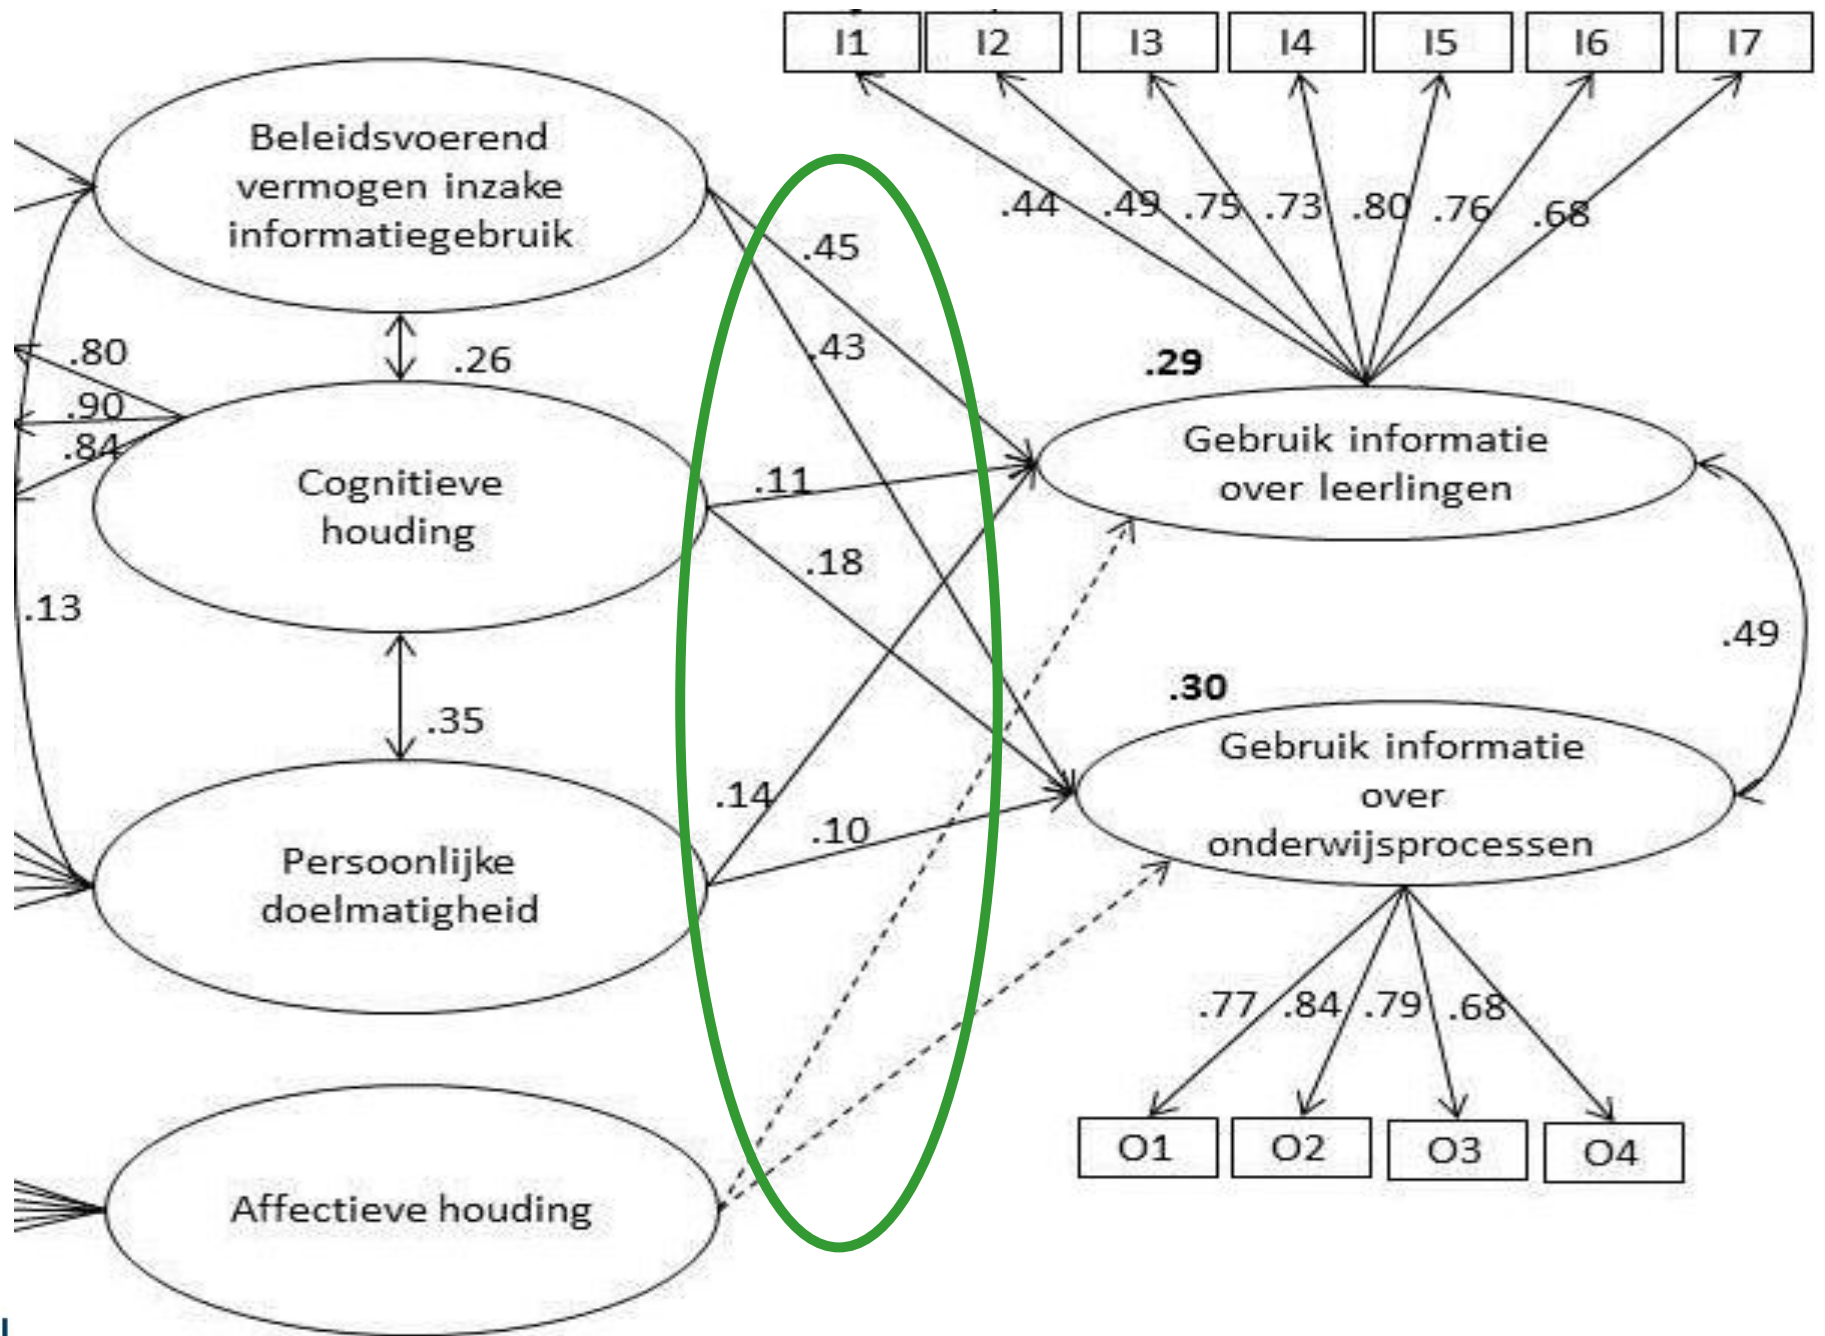 I1 I2 I3 I4 I5 I6 I7
Beleidsvoerend
vermogen inzake
informatiegebruik
.44 .49 .75 .73 .80 .76 .68
.45
.43
.80
.90
.84
.26
.29
Cognitieve
houding
.11
.18
Gebruik informatie
over leerlingen
.13
.49
.35
.30
Gebruik informatie
over
onderwijsprocessen
.14
.10
Persoonlijke
doelmatigheid
.77 .84 .79 .68
O1 O2 O3 O4
Affectieve houding